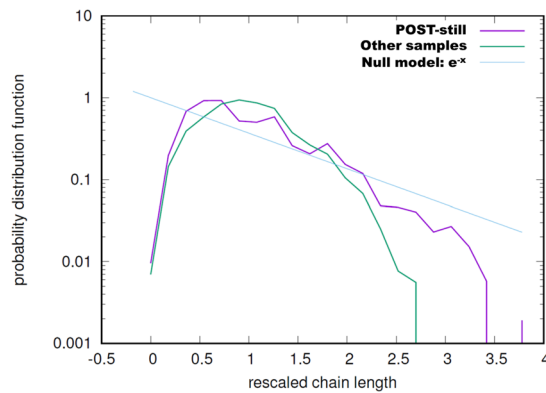 10
1
0.1
0.01
0.001
-0.5 0 0.5 1 1.5 2 2.5 3 3.5 4
rescaled chain length
probability distribution function
POST-still
Other samples
Null model: e-x